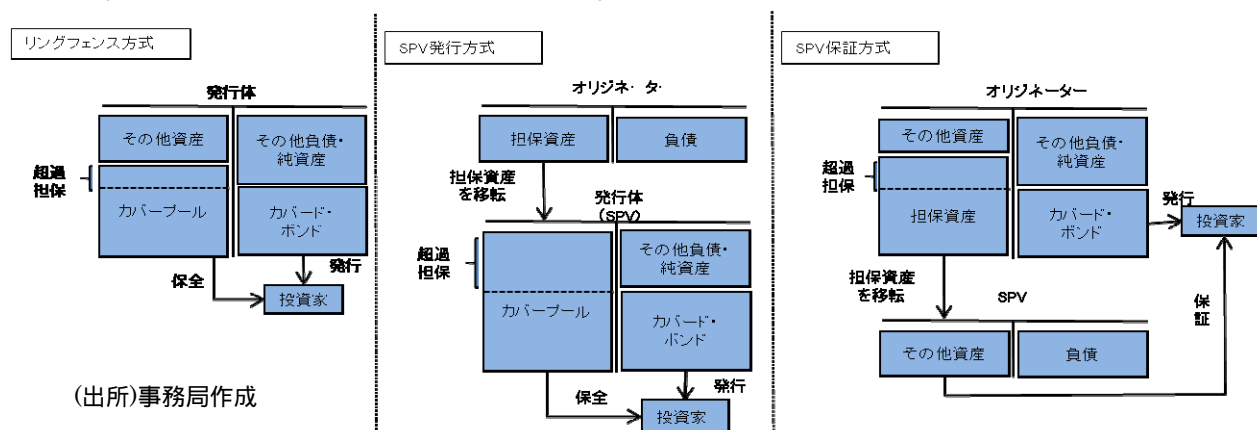 リングフェンス方式
発行体
その他資産
その他負債・
純資産
超過
担保
カバープール
カバード・
ボンド
保全
発行
投資家
(出所)事務局作成
SPV発行方式
オリジネ・タ・
担保資産
負債
担保資産
を移転
発行体
(SPV)
超過
担保
その他負債・
純資産
カバープール
カバード・
ボンド
保全
発行
投資家
SPV保証方式
オリジネーター
その他資産
その他負債・
純資産
超過
担保
担保資産
カバード・
ボンド
発行
投資家
担保資産
を移転
SPV
保
証
その他資産
負債